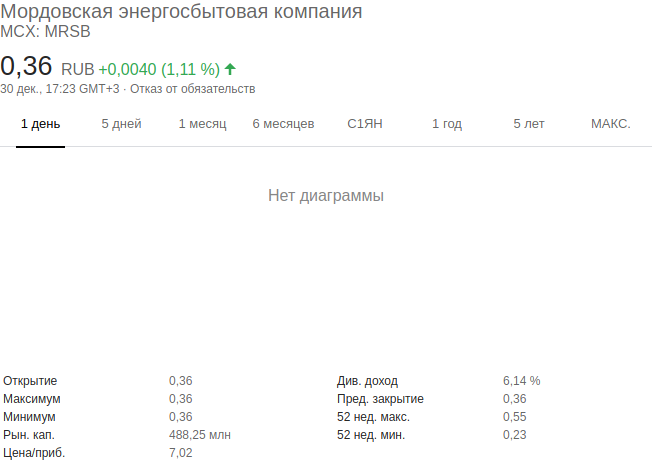 Мордовская энергосбытовая компания
MCX: MRSB
0,36 RUB +0,0040 (1,11 %)
30 дек., 17:23 GMT+3 · Отказ от обязательств
1 день 5 дней 1 месяц 6 месяцев С1ЯН 1 год 5 лет МАКС.
Нет диаграммы
Открытие 0,36 Див. доход 6,14 %
Максимум 0,36 Пред. закрытие 0,36
Минимум 0,36 52 нед. макс. 0,55
Рын. кап. 488,25 млн 52 нед. мин. 0,23
Цена/приб. 7,02